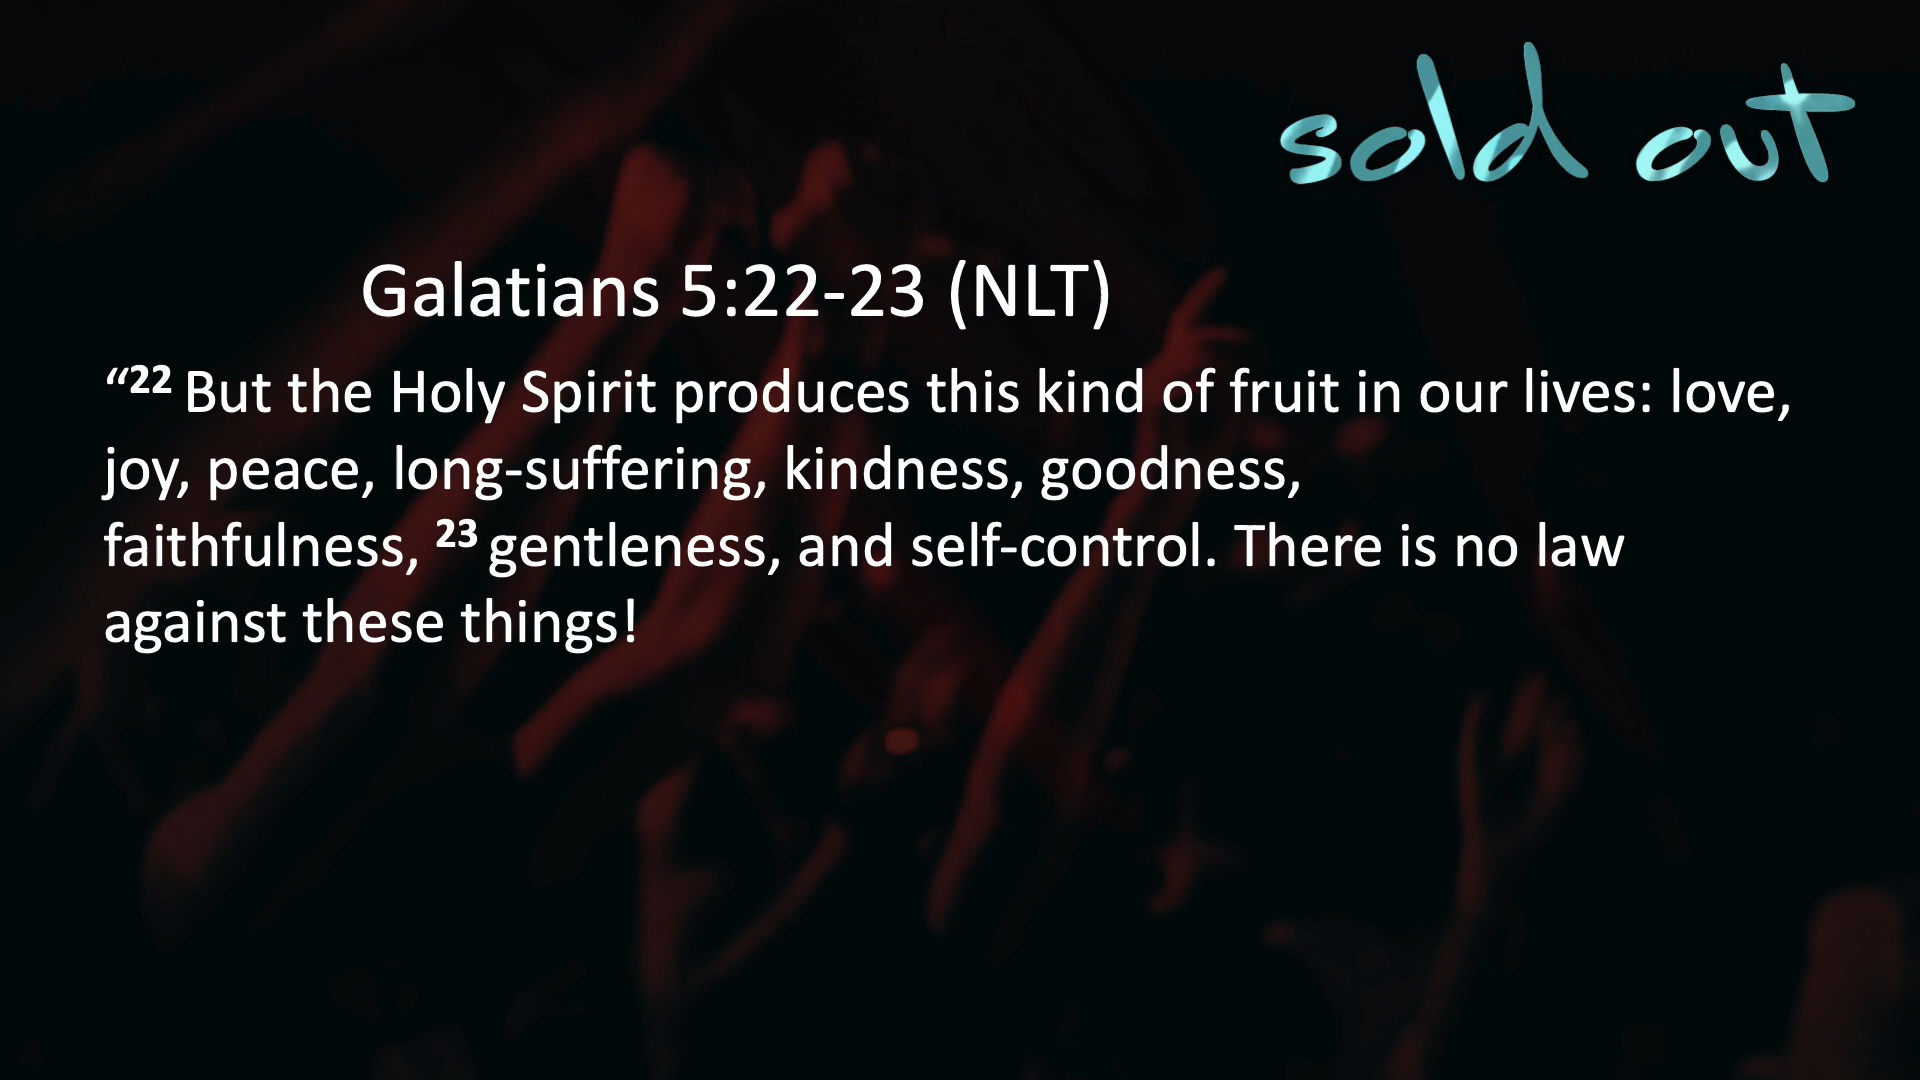 sold out
Galatians 5:22-23 (NLT)
“22 But the Holy Spirit produces this kind of fruit in our lives: love,
joy, peace, long-suffering, kindness, goodness,
faithfulness, 23 gentleness, and self-control. There is no law
against these things!